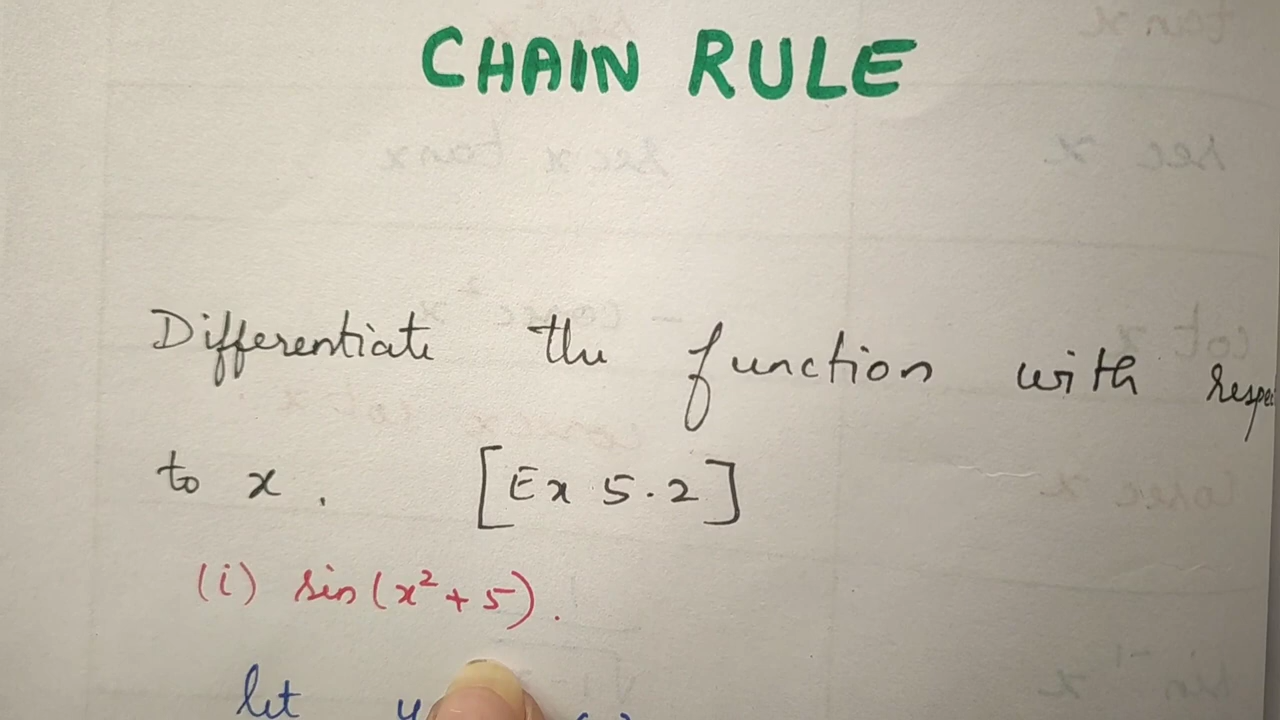 CHAIN RULE
Differentiate the function with respec
to x. [Ex 5.2]
(i) sin(x²+5).
let y